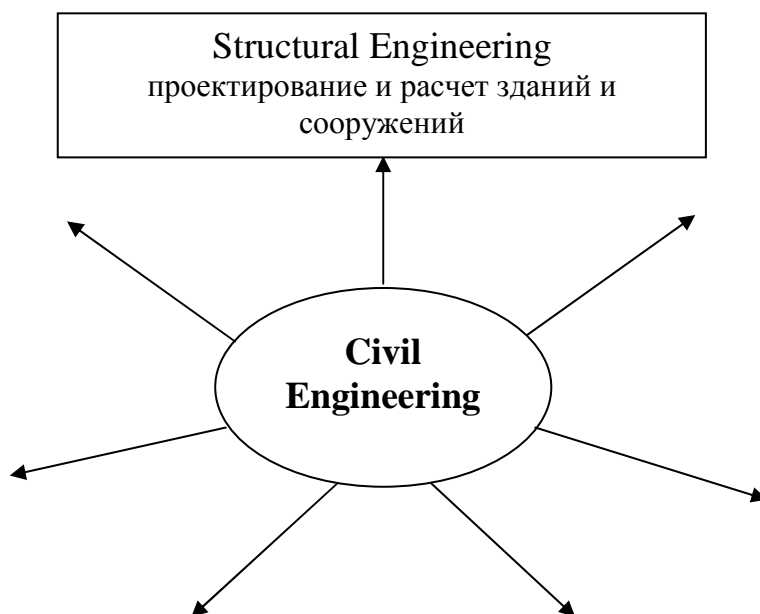 Structural Engineering
проектирование и расчет зданий и
сооружений
Civil
Engineering